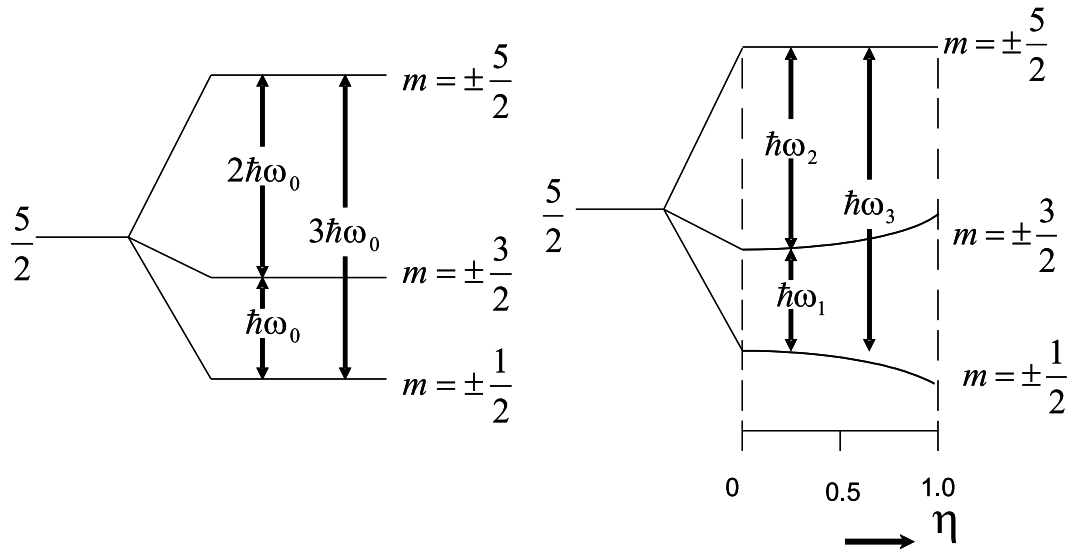 5/2
m = ±5/2
2ħω₀
3ħω₀
m = ±3/2
ħω₀
m = ±1/2
5/2
m = ±5/2
ħω₂
ħω₃
m = ±3/2
ħω₁
m = ±1/2
0
0.5
1.0
η